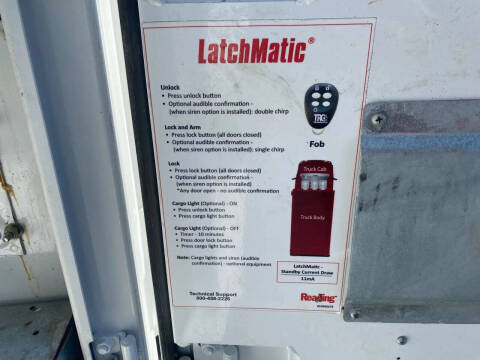 LatchMatic®
Unlock
• Press unlock button
• Optional audible confirmation -
(when siren option is installed): double chirp
Lock and Arm
• Press lock button (all doors closed)
• Optional audible confirmation -
(when siren option is installed): single chirp
Lock
• Press lock button (all doors closed)
• Optional audible confirmation -
(when siren option is installed)
*Any door open - no audible confirmation
Cargo Light (Optional) - ON
• Press unlock button
• Press cargo light button
Cargo Light (Optional) - OFF
• Timer - 10 minutes
• Press door lock button
• Press cargo light button
Note: Cargo lights and siren (audible
confirmation) - optional equipment
Technical Support
TRG
Fob
Truck Cab
Truck Body
LatchMatic -
Standby Current Draw
11mA
Reading